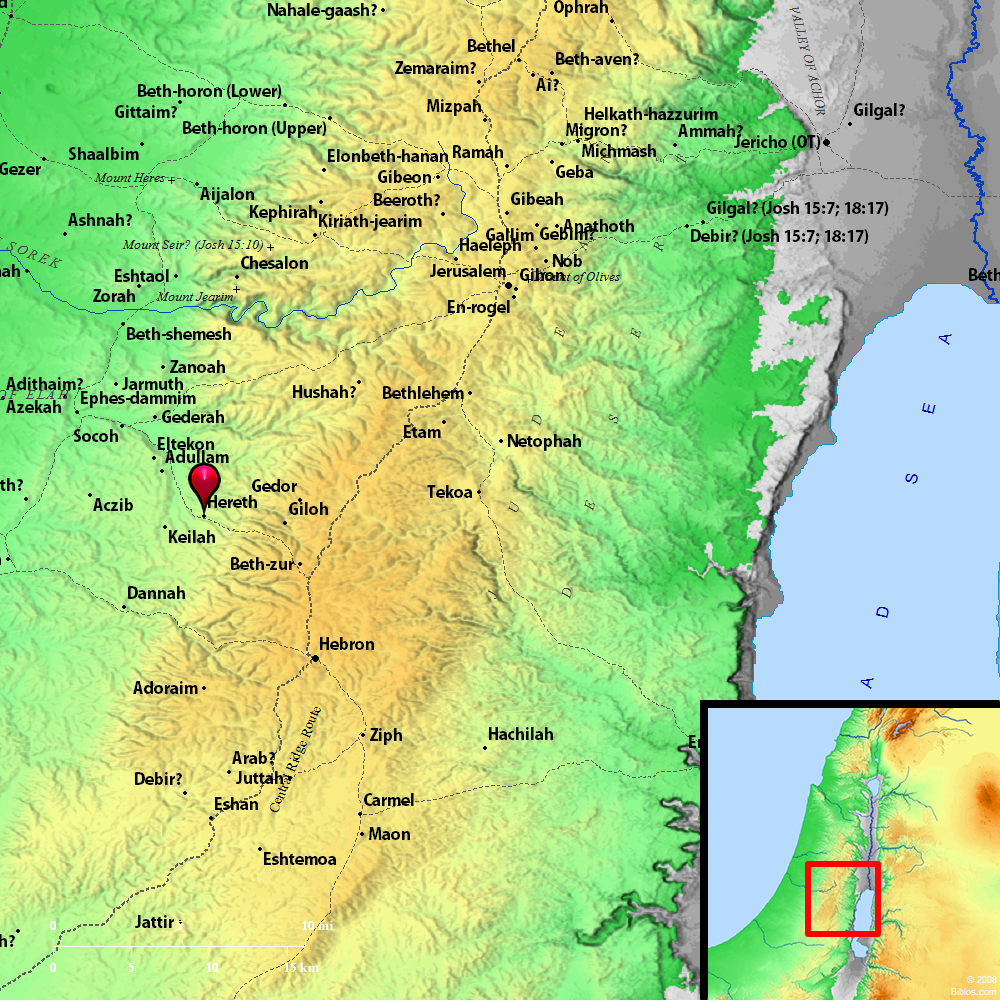 Nahale-gaash?
Ophrah
Bethel
Beth-aven?
Zemaraim?
Ai?
VALLEY OF ACHOR
Beth-horon (Lower)
Gittaim?
Mizpah
Helkath-hazzurim
Gilgal?
Beth-horon (Upper)
Migron?
Ammah?
Jericho (OT)
Shaalbim
Elonbeth-hanan
Ramah
Michmash
Gezer
Mount Heres
Gibeon
Geba
Aijalon
Beeroth?
Gibeah
Kephirah
Gilgal? (Josh 15:7; 18:17)
Ashnah?
Kiriath-jearim
Anathoth
Gallim
Gebim?
Debir? (Josh 15:7; 18:17)
Mount Seir? (Josh 15:10)
Haeleph
SOREK
Chesalon
Nob
Jerusalem
Gihon
Mount of Olives
Eshtaol
Beth
Zorah
Mount Jearim
En-rogel
Beth-shemesh
Zanoah
Adithaim?
Jarmuth
Hushah?
Bethlehem
OF ELAH
Ephes-dammim
Azekah
Gederah
Socoh
Etam
Eltekon
Netophah
Adullam
th?
Gedor
Tekoa
Hereth
Aczib
Giloh
Keilah
Beth-zur
JUDES
DEAD SEA
Dannah
Hebron
Adoraim
Ziph
Hachilah
Central Ridge Route
Arab?
Debir?
Juttah
Eshan
Carmel
Maon
Eshtemoa
Jattir
h?
0 10 mi
0 5 10 15 km
© 2008
Biblos.com